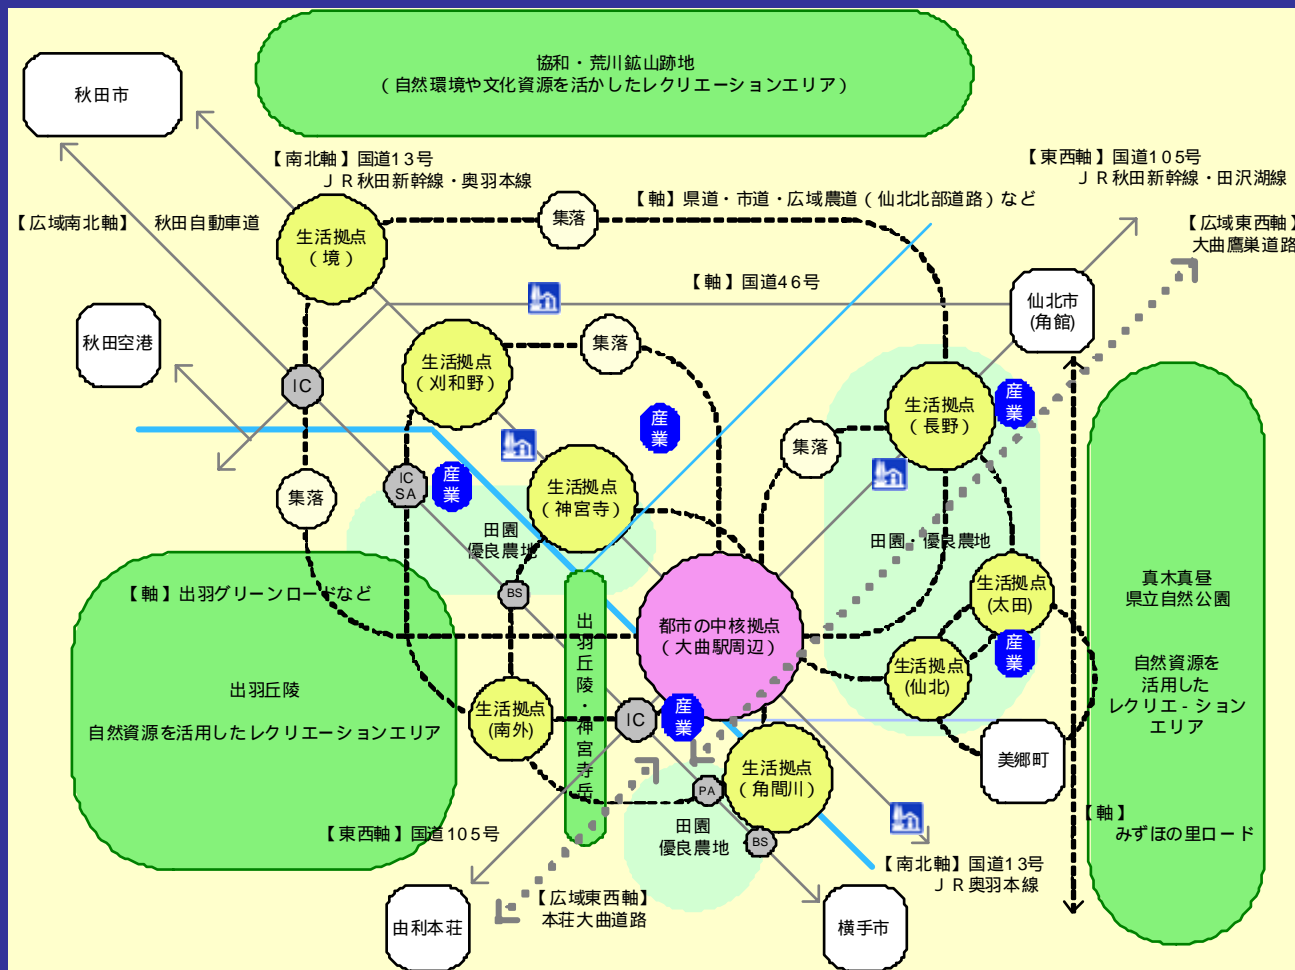 協和・荒川鉱山跡地
（自然環境や文化資源を活かしたレクリエーションエリア）
秋田市
【南北軸】国道13号
ＪＲ秋田新幹線・奥羽本線
【東西軸】国道105号
ＪＲ秋田新幹線・田沢湖線
【軸】県道・市道・広域農道（仙北北部道路）など
集落
【広域南北軸】 秋田自動車道
【広域東西軸】
大曲鷹巣道路
生活拠点
（境）
【軸】国道46号
仙北市
(角館)
秋田空港
集落
生活拠点
（刈和野）
IC
生活拠点
（長野）
産業
産業
集落
IC
SA
産業
集落
生活拠点
（神宮寺）
田園
優良農地
田園・優良農地
BS
生活拠点
(太田)
真木真昼
県立自然公園
自然資源を
活用した
レクリエ-ション
エリア
【軸】出羽グリーンロードなど
出羽丘陵・神宮寺岳
都市の中核拠点
（大曲駅周辺）
産業
生活拠点
(仙北)
出羽丘陵
自然資源を活用したレクリエーションエリア
生活拠点
(南外)
IC
産業
美郷町
生活拠点
（角間川）
PA
田園
優良農地
BS
【軸】
みずほの里ロード
【東西軸】国道105号
【南北軸】国道13号
ＪＲ奥羽本線
【広域東西軸】
本荘大曲道路
由利本荘
横手市